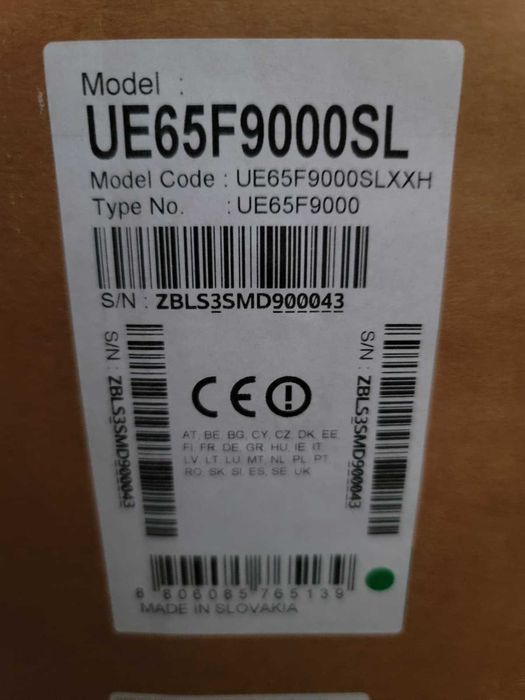 Model :
UE65F9000SL
Model Code : UE65F9000SLXXH
Type No. : UE65F9000
S/N : ZBLS3SMD900043
S/N : ZBLS3SMD900043
S/N : ZBLS3SMD900043
CE
AT, BE, BG, CY, CZ, DK, EE,
FI, FR, DE, GR, HU, IE, IT,
LV, LT, LU, MT, NL, PL, PT,
RO, SK, SI, ES, SE, UK
8 806085 765139
MADE IN SLOVAKIA